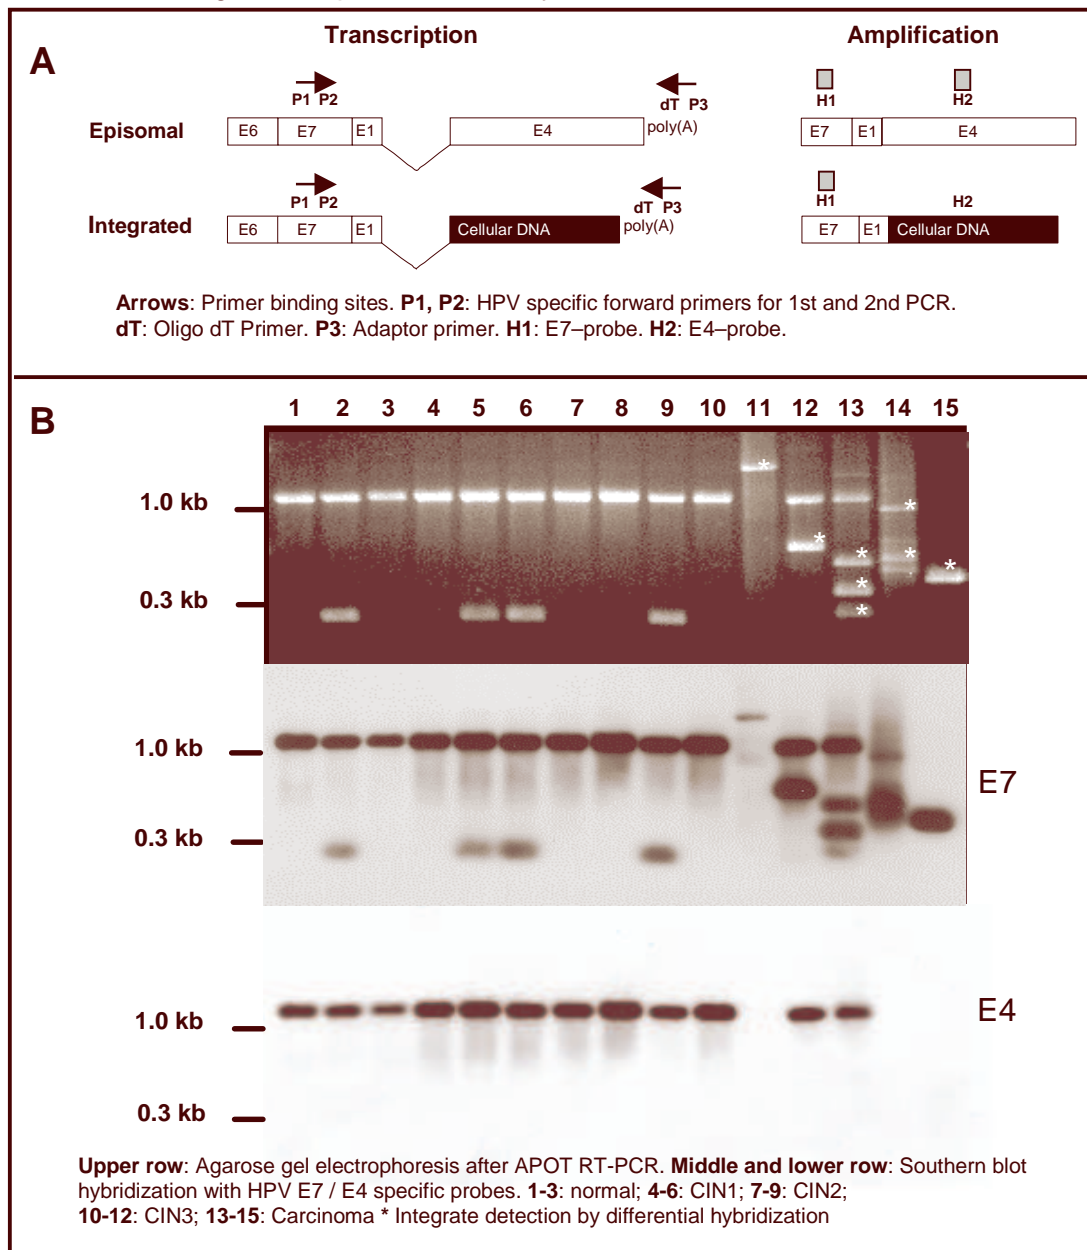 A
Transcription
Amplification
P1 P2
dT P3
H1
H2
Episomal
E6 E7 E1 E4 poly(A)
E7 E1 E4
P1 P2
dT P3
H1
H2
Integrated
E6 E7 E1 Cellular DNA poly(A)
E7 E1 Cellular DNA
Arrows: Primer binding sites. P1, P2: HPV specific forward primers for 1st and 2nd PCR.
dT: Oligo dT Primer. P3: Adaptor primer. H1: E7–probe. H2: E4–probe.
B
1 2 3 4 5 6 7 8 9 10 11 12 13 14 15
1.0 kb
0.3 kb
1.0 kb
E7
0.3 kb
E4
1.0 kb
0.3 kb
Upper row: Agarose gel electrophoresis after APOT RT-PCR. Middle and lower row: Southern blot
hybridization with HPV E7 / E4 specific probes. 1-3: normal; 4-6: CIN1; 7-9: CIN2;
10-12: CIN3; 13-15: Carcinoma * Integrate detection by differential hybridization